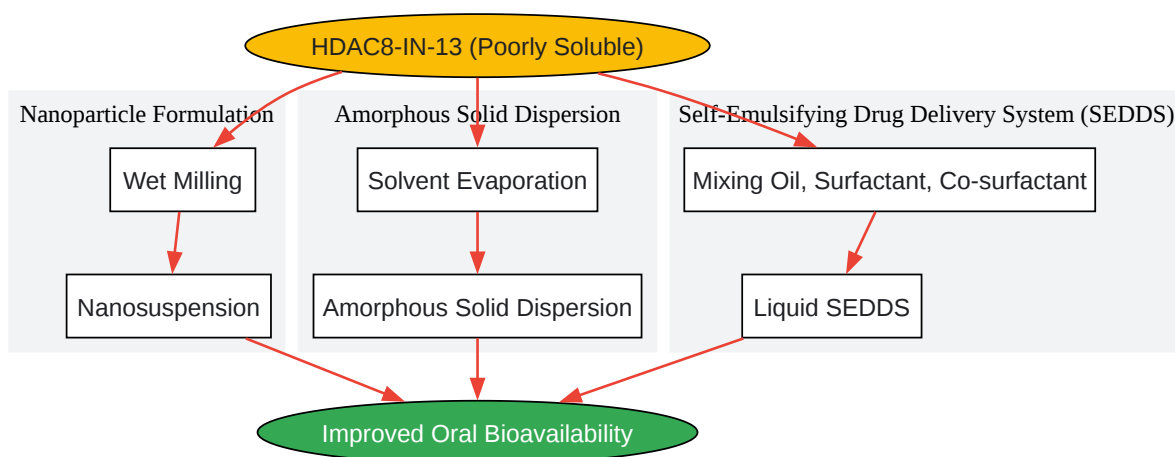 HDAC8-IN-13 (Poorly Soluble)
Nanoparticle Formulation
Amorphous Solid Dispersion
Self-Emulsifying Drug Delivery System (SEDDS)
Wet Milling
Solvent Evaporation
Mixing Oil, Surfactant, Co-surfactant
Nanosuspension
Amorphous Solid Dispersion
Liquid SEDDS
Improved Oral Bioavailability